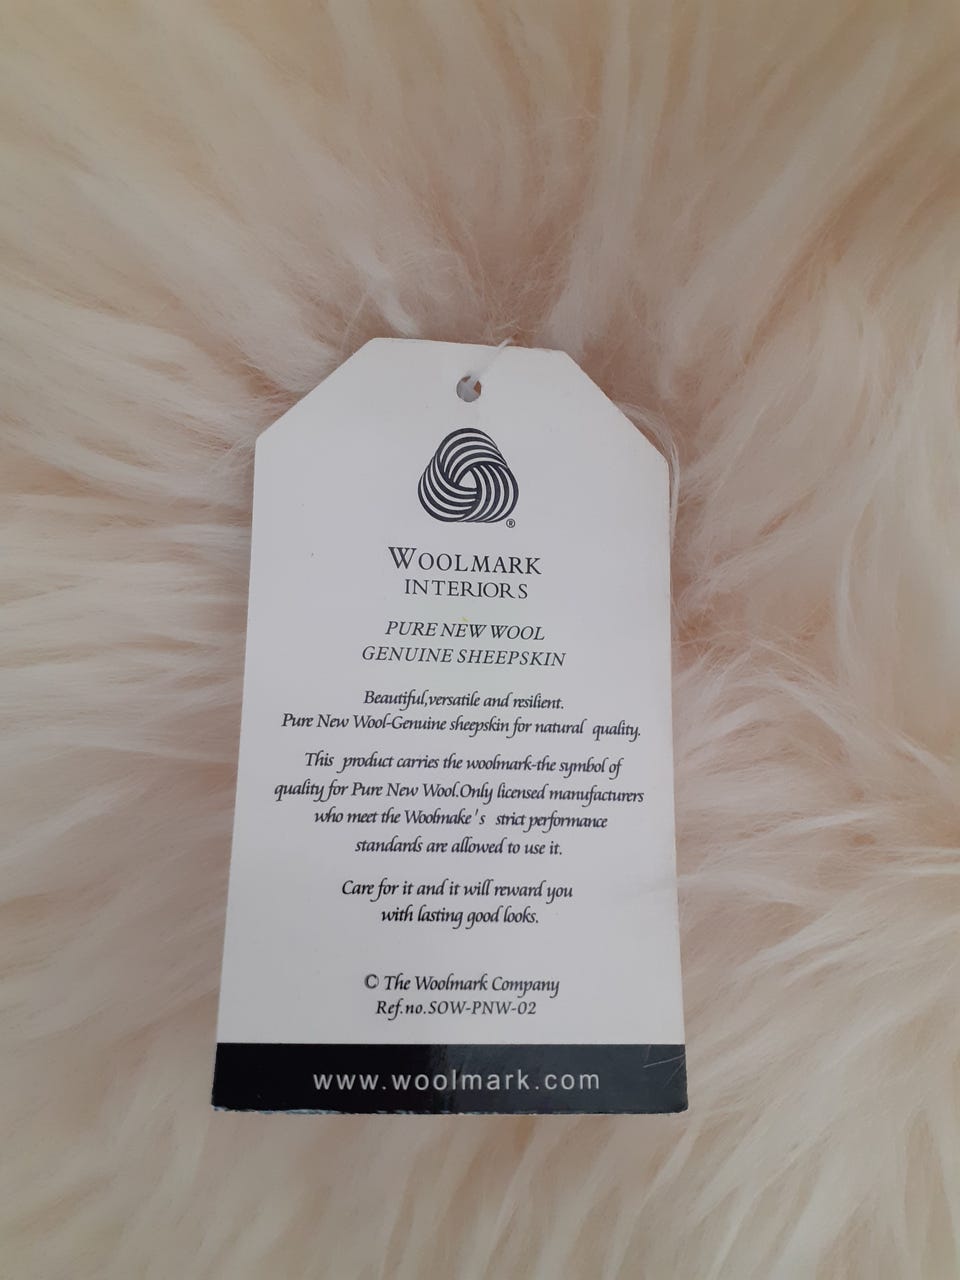 ®
WOOLMARK
INTERIORS
PURE NEW WOOL
GENUINE SHEEPSKIN
Beautiful,versatile and resilient.
Pure New Wool-Genuine sheepskin for natural quality.
This product carries the woolmark-the symbol of
quality for Pure New Wool.Only licensed manufacturers
who meet the Woolmake's strict performance
standards are allowed to use it.
Care for it and it will reward you
with lasting good looks.
© The Woolmark Company
Ref.no.SOW-PNW-02
www.woolmark.com